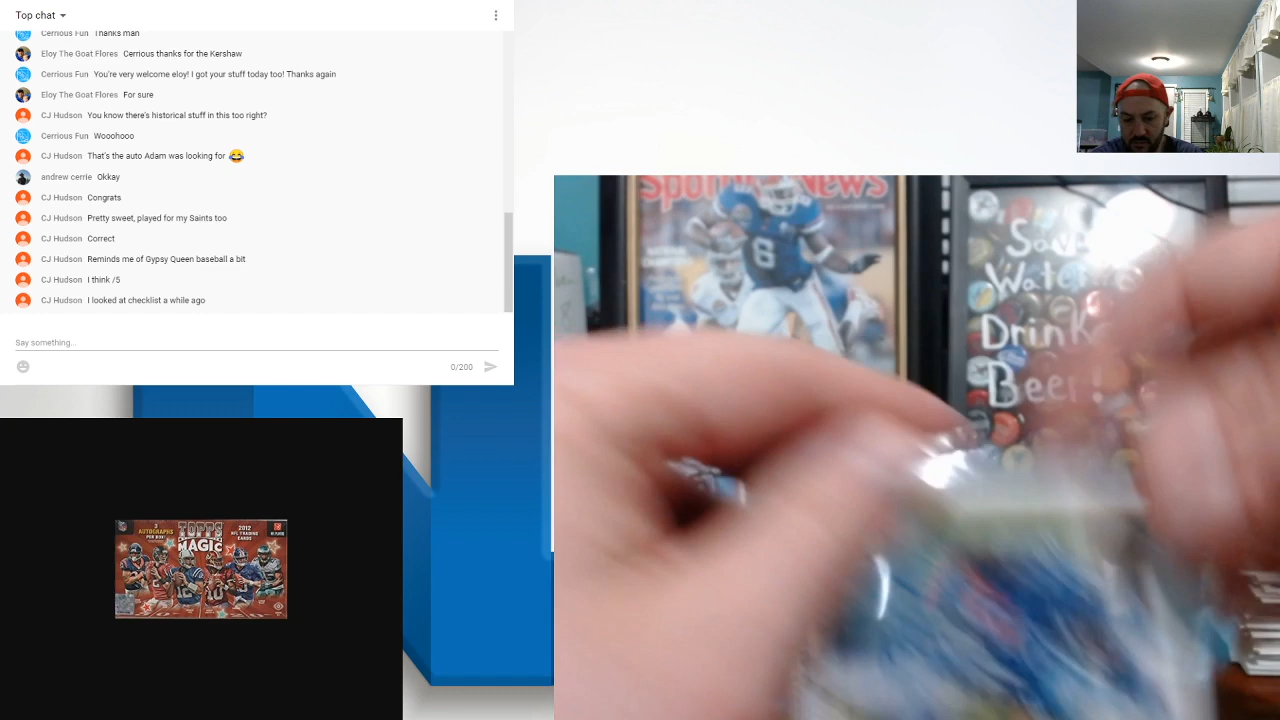 Top chat
Cerrious Fun Thanks man
Eloy The Goat Flores Cerrious thanks for the Kershaw
Cerrious Fun You're very welcome eloy! I got your stuff today too! Thanks again
Eloy The Goat Flores For sure
CJ Hudson You know there's historical stuff in this too right?
Cerrious Fun Wooohooo
CJ Hudson That's the auto Adam was looking for 😂
andrew cerrie Okkay
CJ Hudson Congrats
CJ Hudson Pretty sweet, played for my Saints too
CJ Hudson Correct
CJ Hudson Reminds me of Gypsy Queen baseball a bit
CJ Hudson I think /5
CJ Hudson I looked at checklist a while ago
Say something...
0/200
News
6
Drink
Beer!
3
AUTOGRAPHS
PER BOX!
TOPPS
MAGIC
2012
NFL TRADING
CARDS